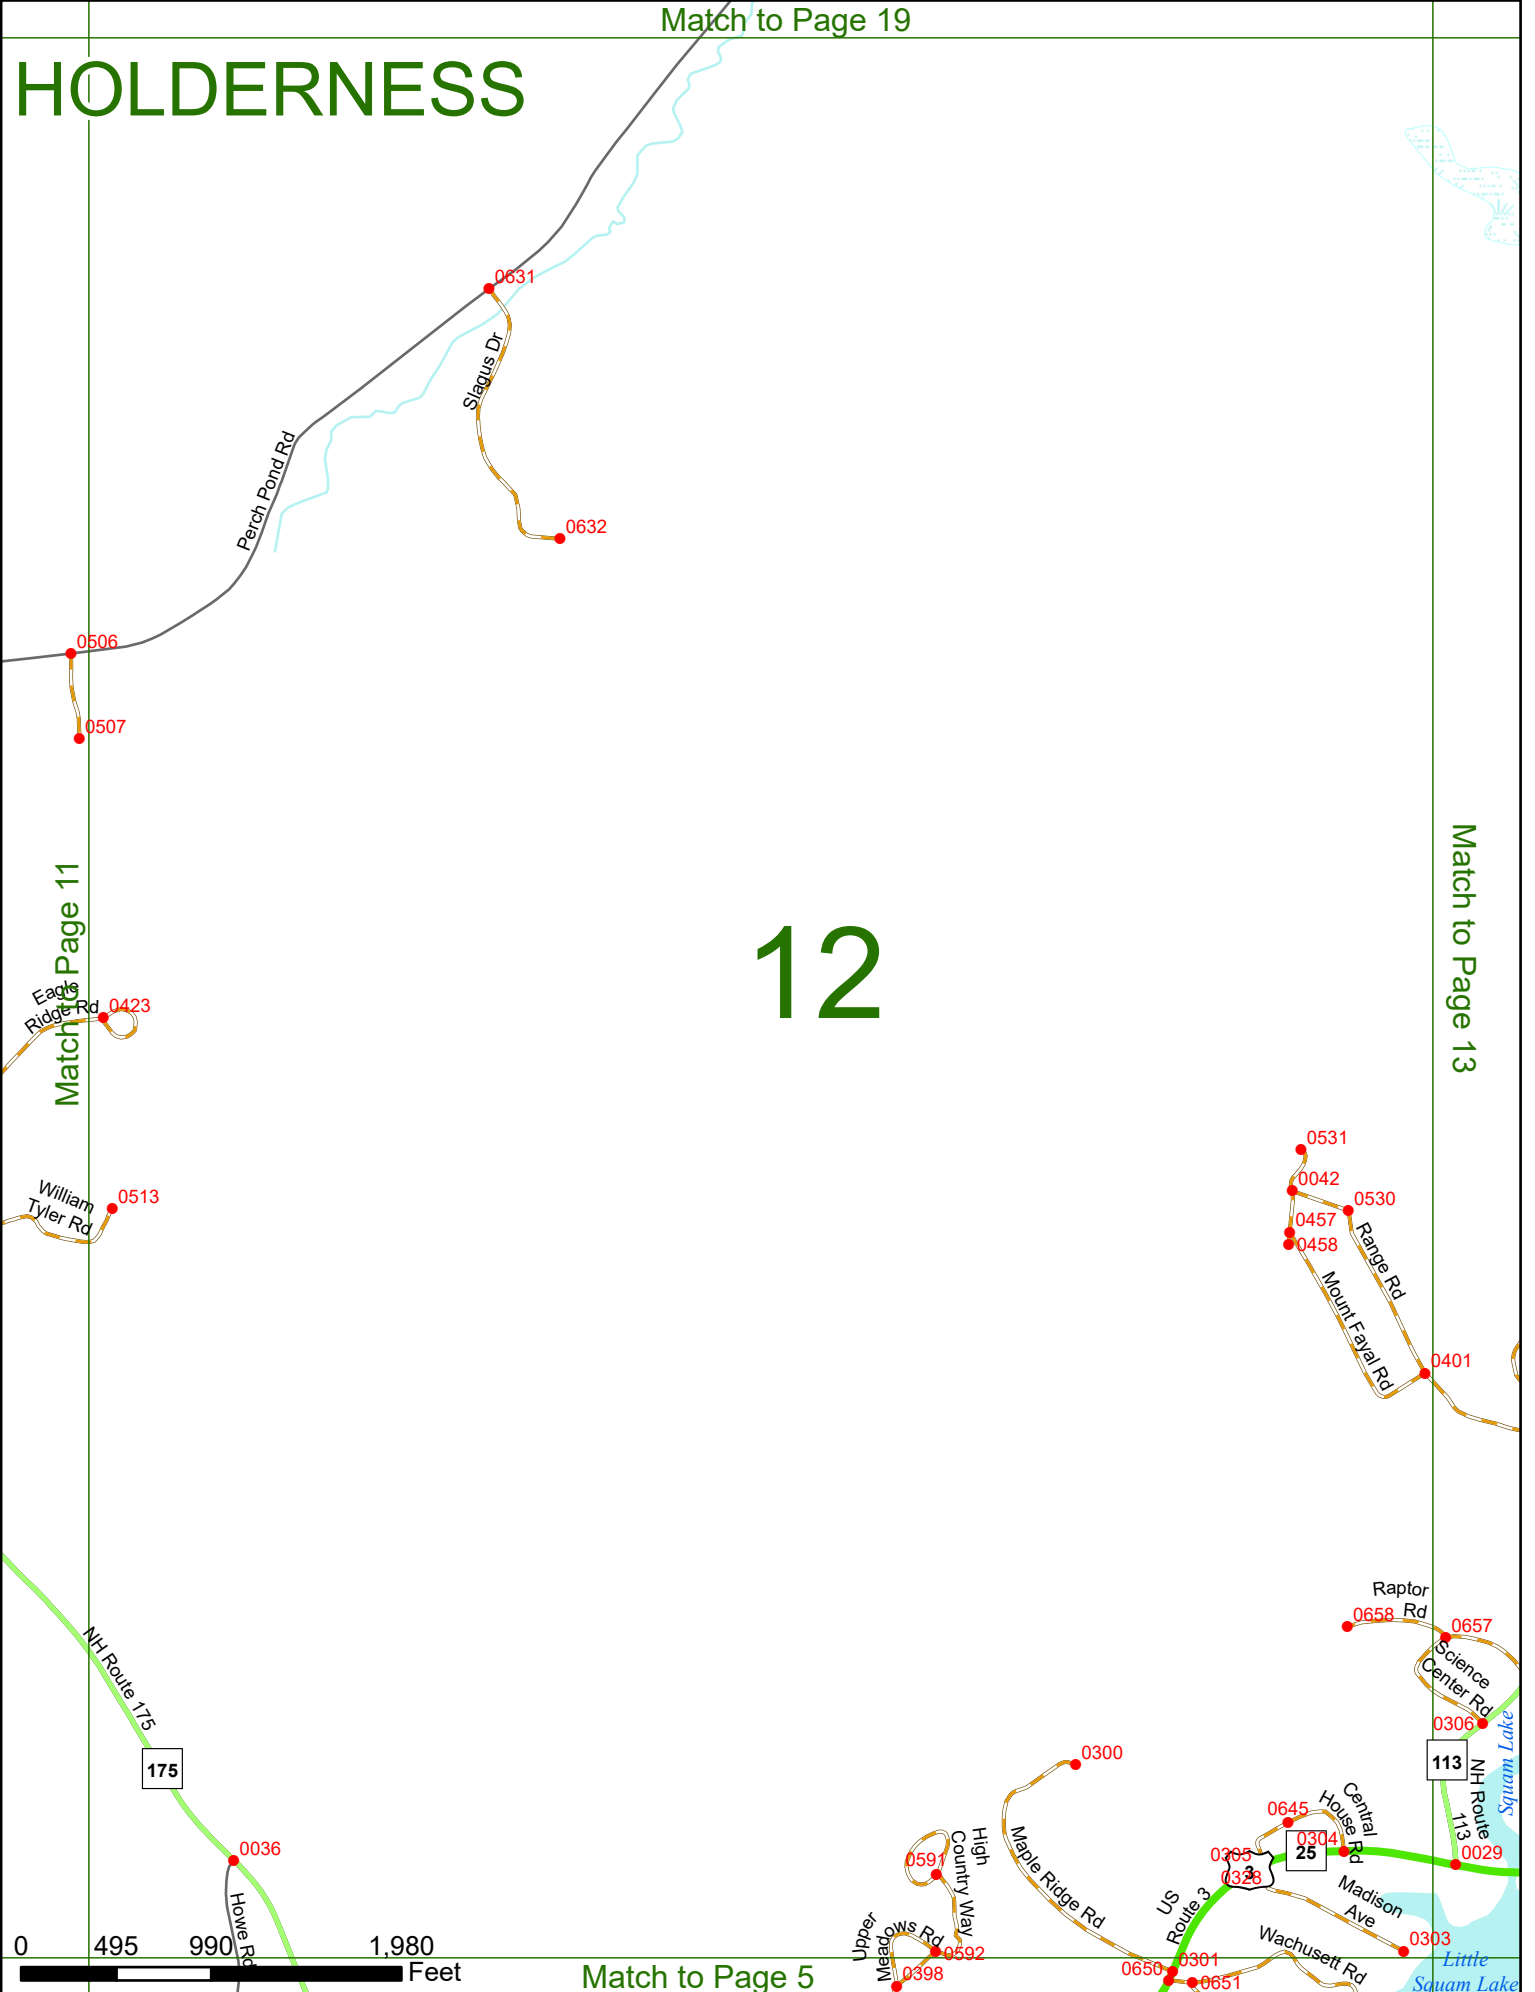 Match to Page 19
HOLDERNESS
0631
Slagus Dr
Perch Pond Rd
0632
0506
0507
Match to Page 11
12
Match to Page 13
Eagle
Ridge Rd
0423
0531
0042
0530
0457
0458
Range Rd
Mount Fayal Rd
0401
William
Tyler Rd
0513
NH Route 175
175
0036
Howe Rd
Raptor
Rd
0658
0657
Science
Center Rd
0306
Squam Lake
113
NH Route
113
0029
0300
Maple Ridge Rd
0645
Central
House Rd
0304
25
0305
3
0328
Madison
Ave
0303
US
Route 3
High
Country Way
0591
Upper
Meadows Rd
0592
0398
0301
0650
0651
Wachusett Rd
Little
Squam Lake
0 495 990 1,980
Feet
Match to Page 5